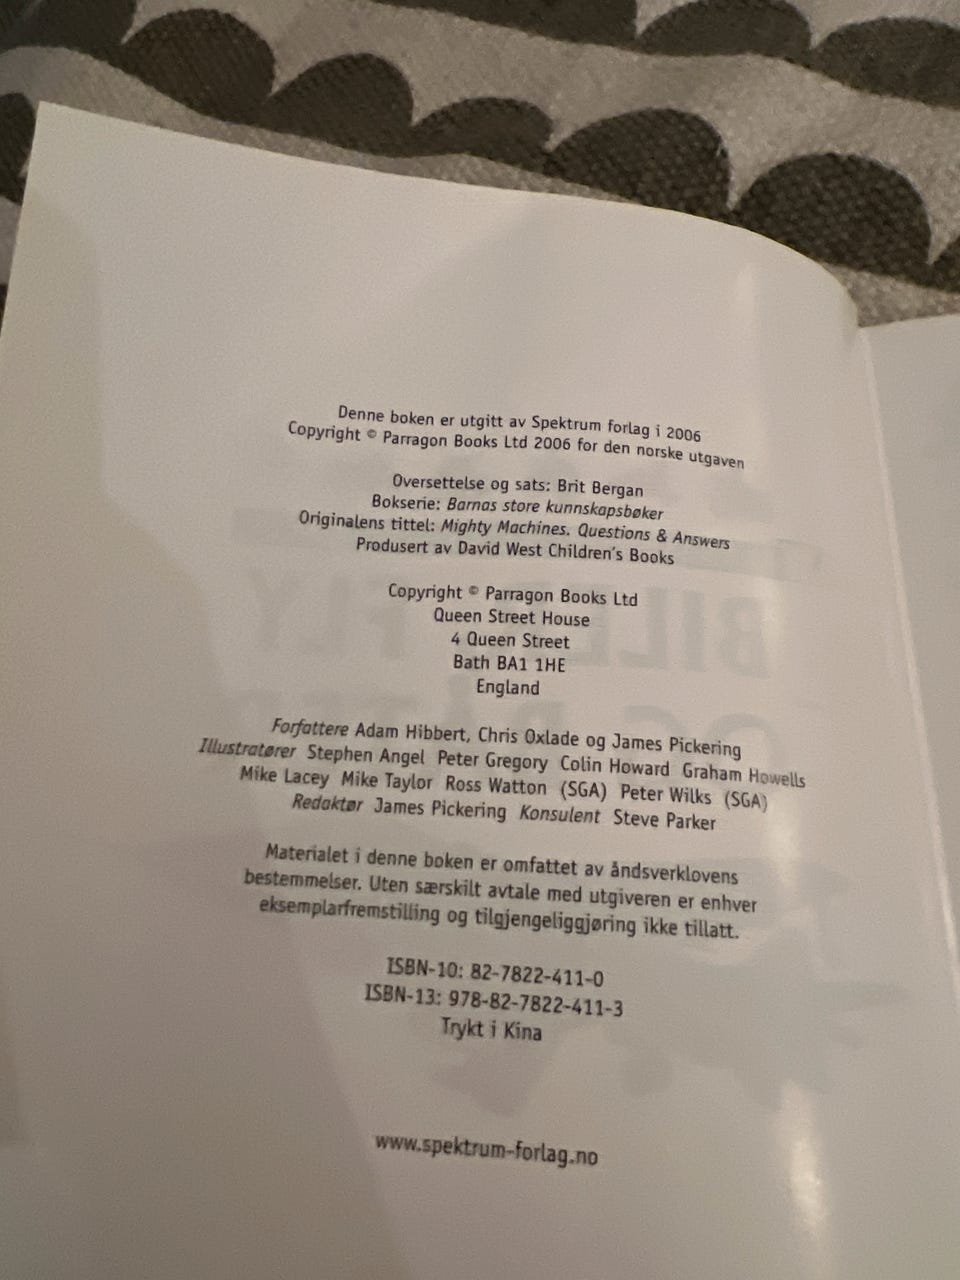 Denne boken er utgitt av Spektrum forlag i 2006
Copyright © Parragon Books Ltd 2006 for den norske utgaven
Oversettelse og sats: Brit Bergan
Bokserie: Barnas store kunnskapsbøker
Originalens tittel: Mighty Machines. Questions & Answers
Produsert av David West Children's Books
Copyright © Parragon Books Ltd
Queen Street House
4 Queen Street
Bath BA1 1HE
England
Forfattere Adam Hibbert, Chris Oxlade og James Pickering
Illustratører Stephen Angel Peter Gregory Colin Howard Graham Howells
Mike Lacey Mike Taylor Ross Watton (SGA) Peter Wilks (SGA)
Redaktør James Pickering Konsulent Steve Parker
Materialet i denne boken er omfattet av åndsverklovens
bestemmelser. Uten særskilt avtale med utgiveren er enhver
eksemplarfremstilling og tilgjengeliggjøring ikke tillatt.
ISBN-10: 82-7822-411-0
ISBN-13: 978-82-7822-411-3
Trykt i Kina
www.spektrum-forlag.no